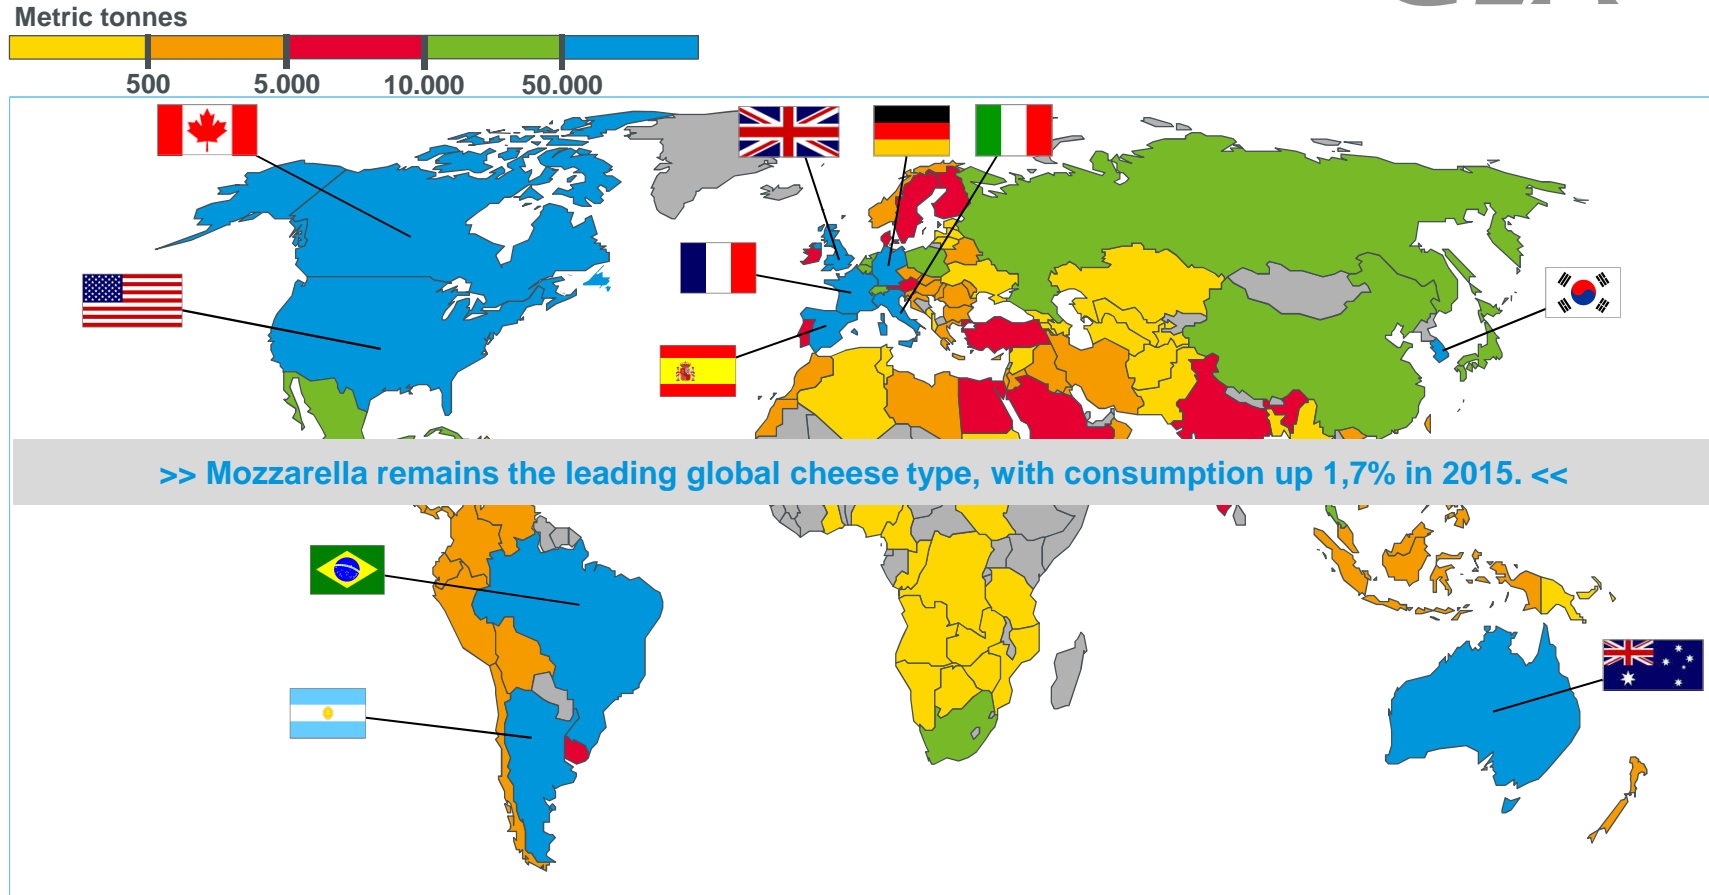 Metric tonnes
500 5.000 10.000 50.000
>> Mozzarella remains the leading global cheese type, with consumption up 1,7% in 2015. <<